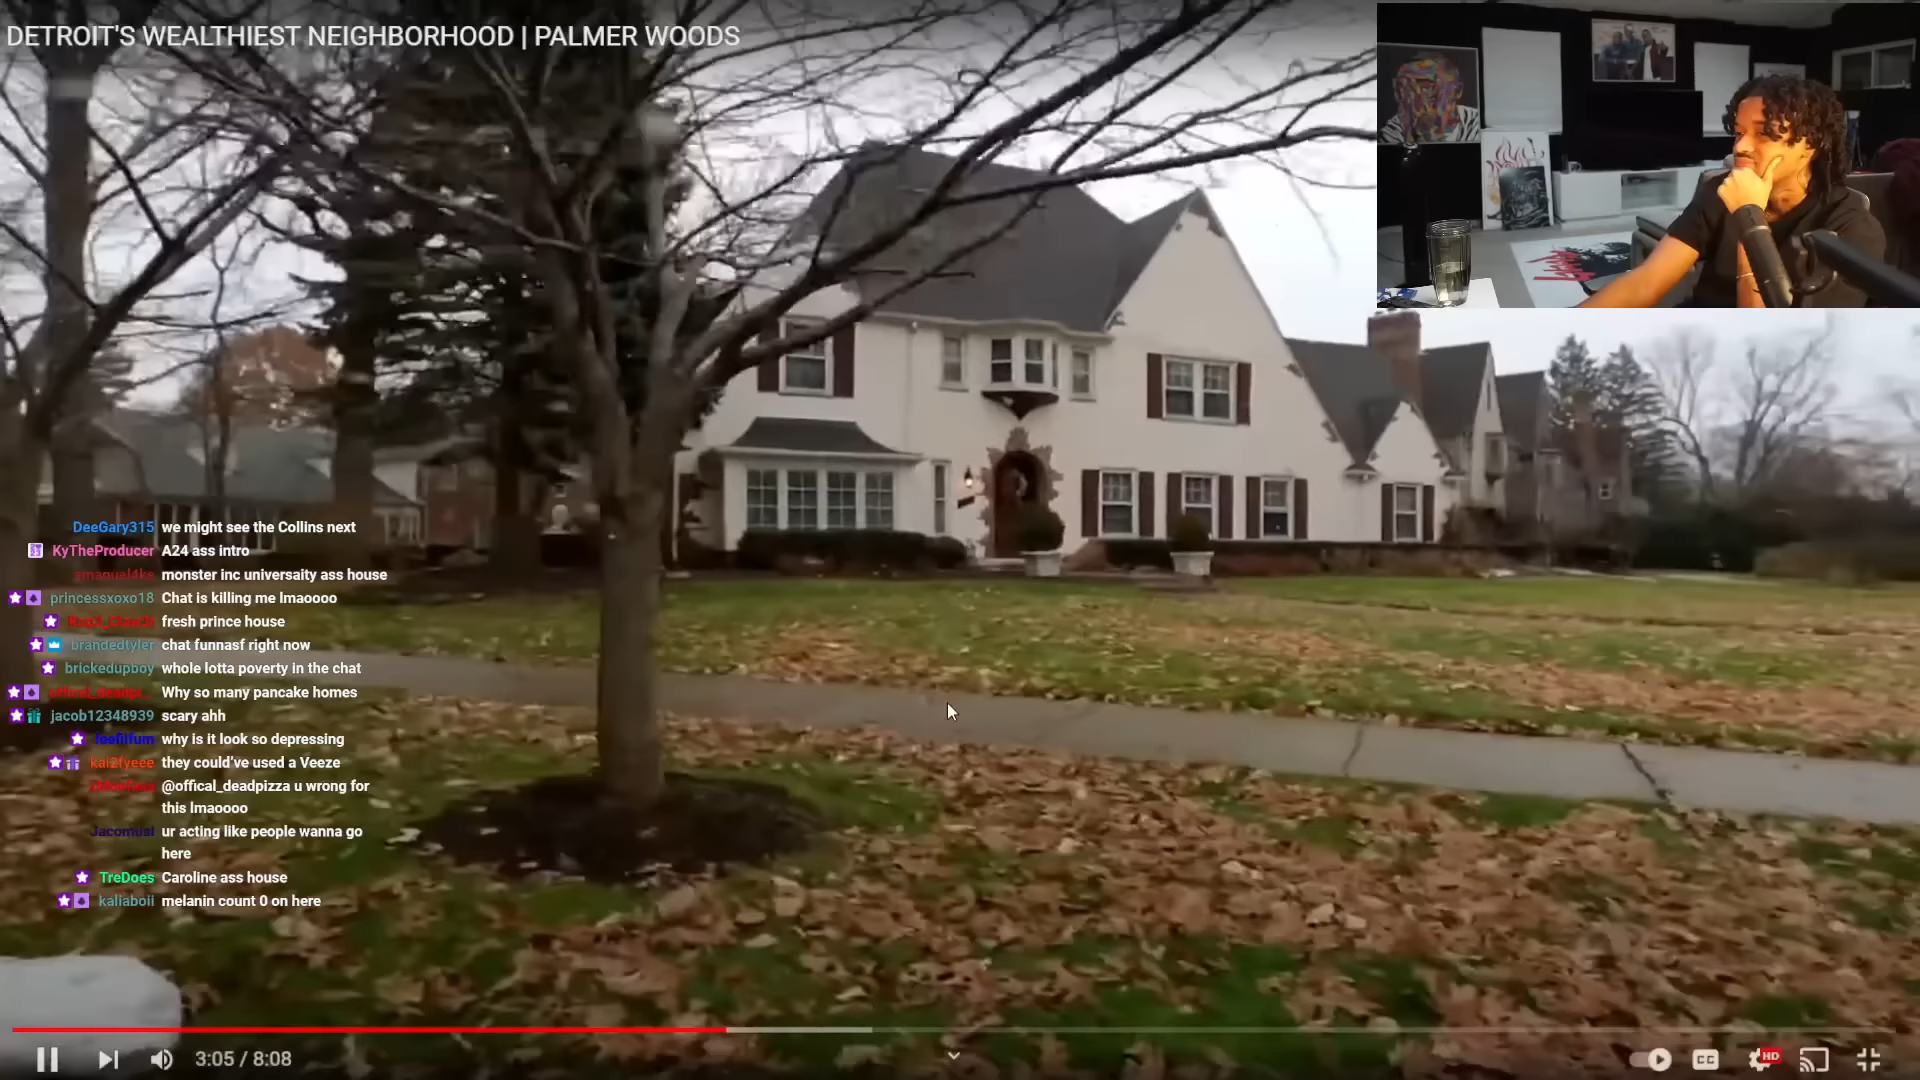 DETROIT'S WEALTHIEST NEIGHBORHOOD | PALMER WOODS
DeeGary315 we might see the Collins next
KyTheProducer A24 ass intro
monster inc universaity ass house
princessxoxo18 Chat is killing me lmaoooo
fresh prince house
brandedtyler chat funnasf right now
brickedupboy whole lotta poverty in the chat
Why so many pancake homes
jacob12348939 scary ahh
why is it look so depressing
kai2fyeee they could've used a Veeze
@offical_deadpizza u wrong for
this lmaoooo
ur acting like people wanna go
here
TreDoes Caroline ass house
kaliaboii melanin count 0 on here
3:05 / 8:08
CC
HD